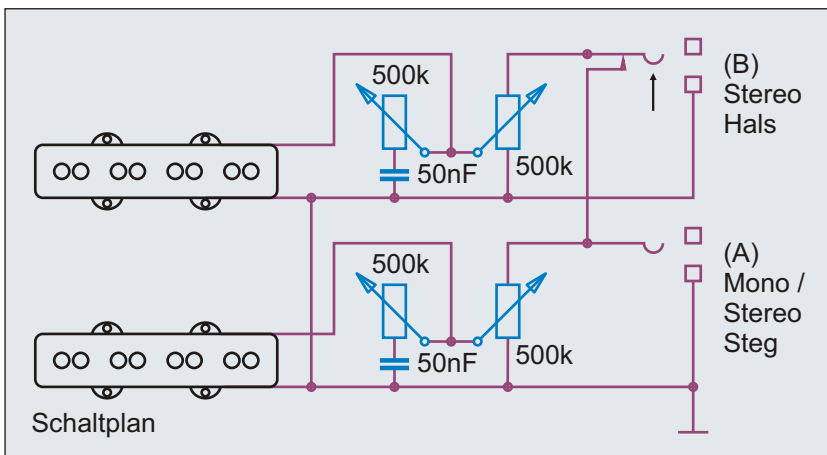 500k
50nF
500k
(B)
Stereo
Hals
500k
50nF
500k
(A)
Mono /
Stereo
Steg
Schaltplan